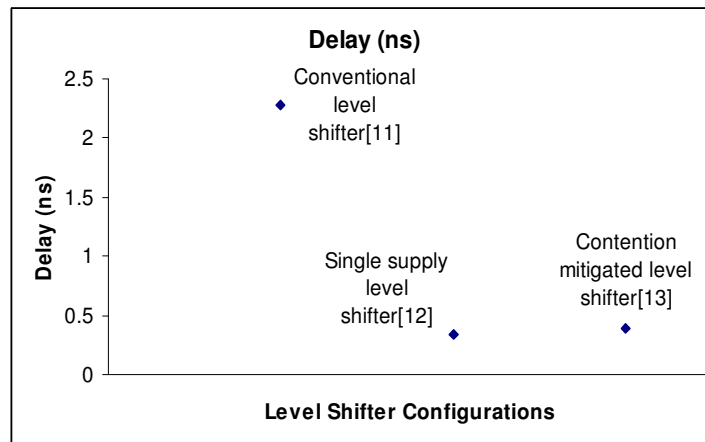 Delay (ns)
Conventional
level
shifter[11]
2.5
2
1.5
1
0.5
0
Delay (ns)
Single supply
level
shifter[12]
Contention
mitigated level
shifter[13]
Level Shifter Configurations